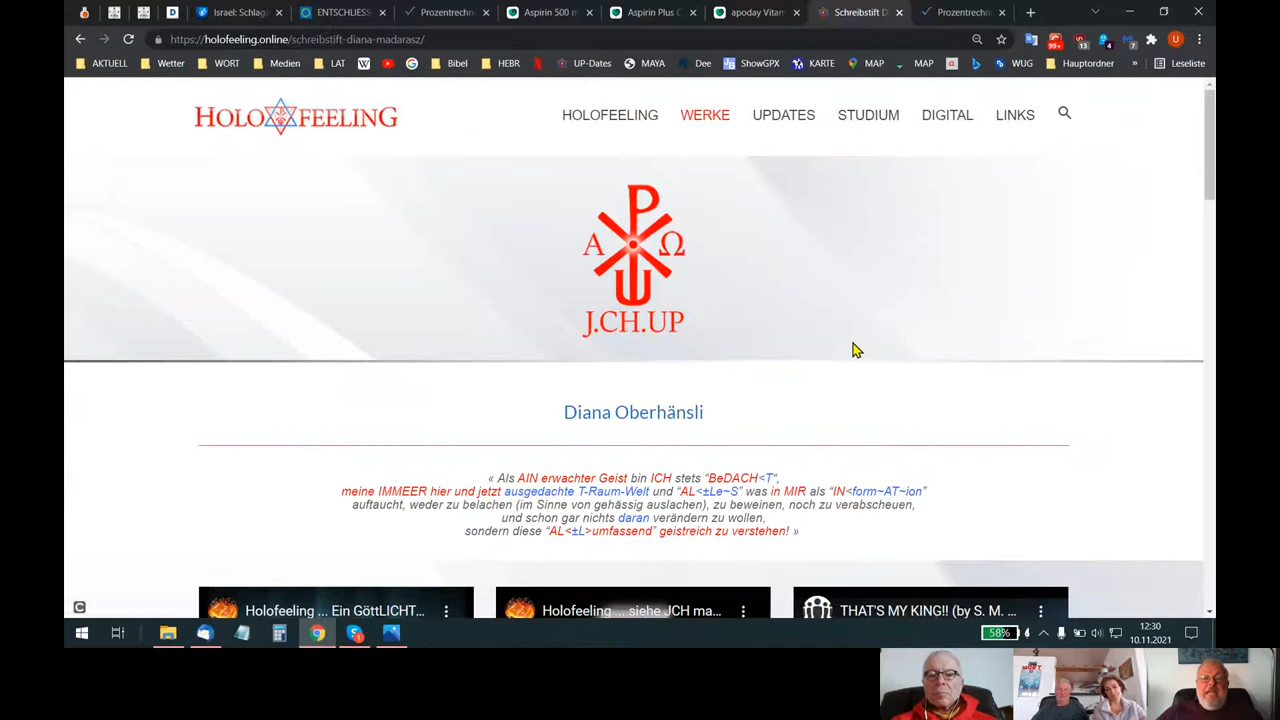 Israel: Schlag
ENTSCHLIESS
Prozentrechn
Aspirin 500 m
Aspirin Plus C
apoday Vitam
Schreibstift D
Prozentrechn
https://holofeeling.online/schreibstift-diana-madarasz/
99+
13
4
7
U
AKTUELL
Wetter
WORT
Medien
LAT
Bibel
HEBR
UP-Dates
MAYA
Dee
ShowGPX
KARTE
MAP
MAP
WUG
Hauptordner
»
Leseliste
HOLOFEELING
HOLOFEELING
WERKE
UPDATES
STUDIUM
DIGITAL
LINKS
P
Α Ω
J.CH.UP
Diana Oberhänsli
« Als AIN erwachter Geist bin ICH stets “BeDACH<T“,
meine IMMEER hier und jetzt ausgedachte T-Raum-Welt und “AL<±Le~S” was in MIR als “IN<form~AT~ion”
auftaucht, weder zu belachen (im Sinne von gehässig auslachen), zu beweinen, noch zu verabscheuen,
und schon gar nichts daran verändern zu wollen,
sondern diese “AL<±L>umfassend” geistreich zu verstehen! »
Holofeeling ... Ein GöttLICHT...
Holofeeling ... siehe JCH ma...
THAT'S MY KING!! (by S. M. ...
58%
12:30
10.11.2021